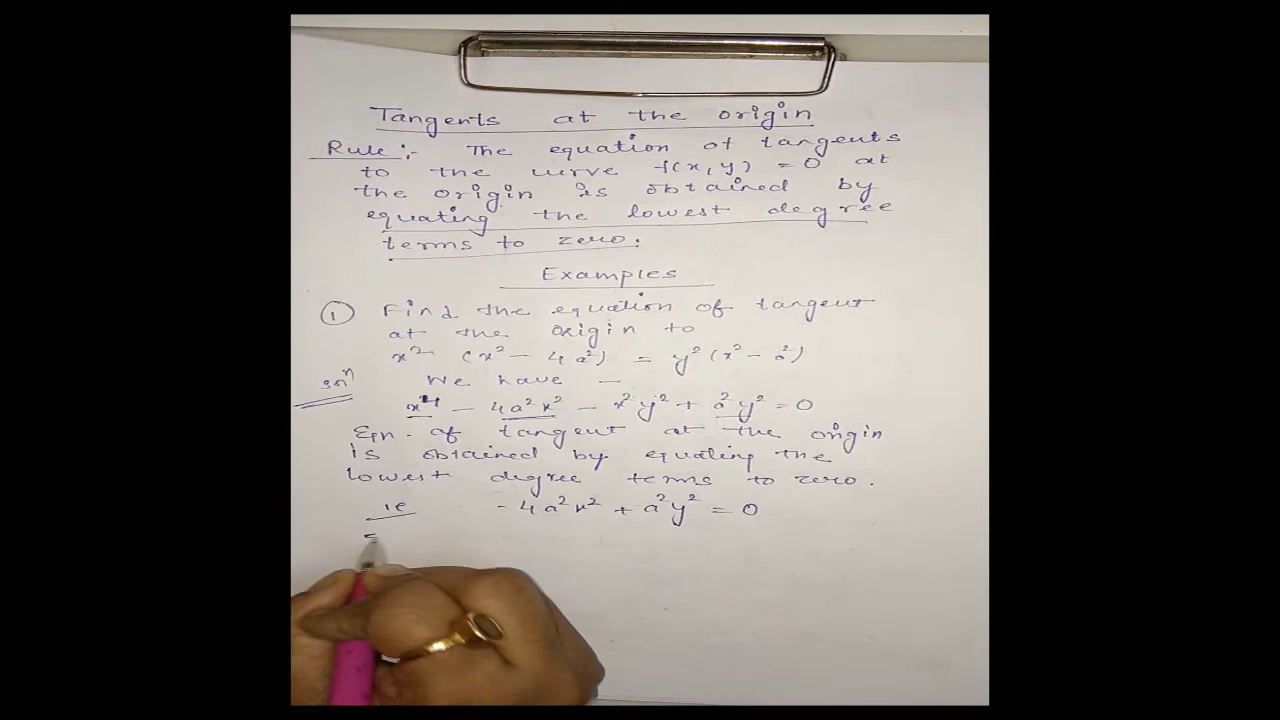 Tangents at the origin
Rule :- The equation of tangents
to the curve f(x, y) = 0 at
the origin is obtained by
equating the lowest degree
terms to zero.
Examples
① Find the equation of tangent
at the origin to
x² (x² - 4a²) = y² (x² - a²)
Solⁿ We have —
x⁴ - 4a²x² - x²y² + a²y² = 0
Eqn. of tangent at the origin
is obtained by equating the
lowest degree terms to zero.
ie - 4a²x² + a²y² = 0